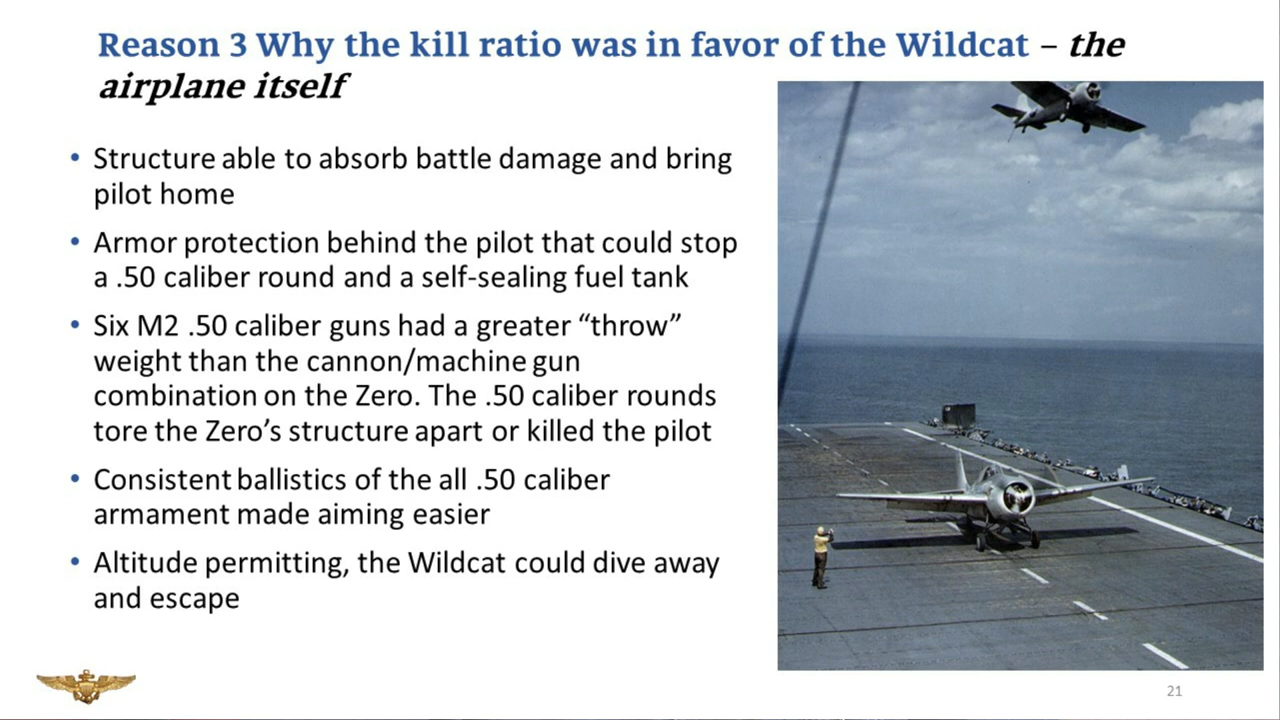 Reason 3 Why the kill ratio was in favor of the Wildcat – the
airplane itself
• Structure able to absorb battle damage and bring
pilot home
• Armor protection behind the pilot that could stop
a .50 caliber round and a self-sealing fuel tank
• Six M2 .50 caliber guns had a greater “throw”
weight than the cannon/machine gun
combination on the Zero. The .50 caliber rounds
tore the Zero’s structure apart or killed the pilot
• Consistent ballistics of the all .50 caliber
armament made aiming easier
• Altitude permitting, the Wildcat could dive away
and escape
21